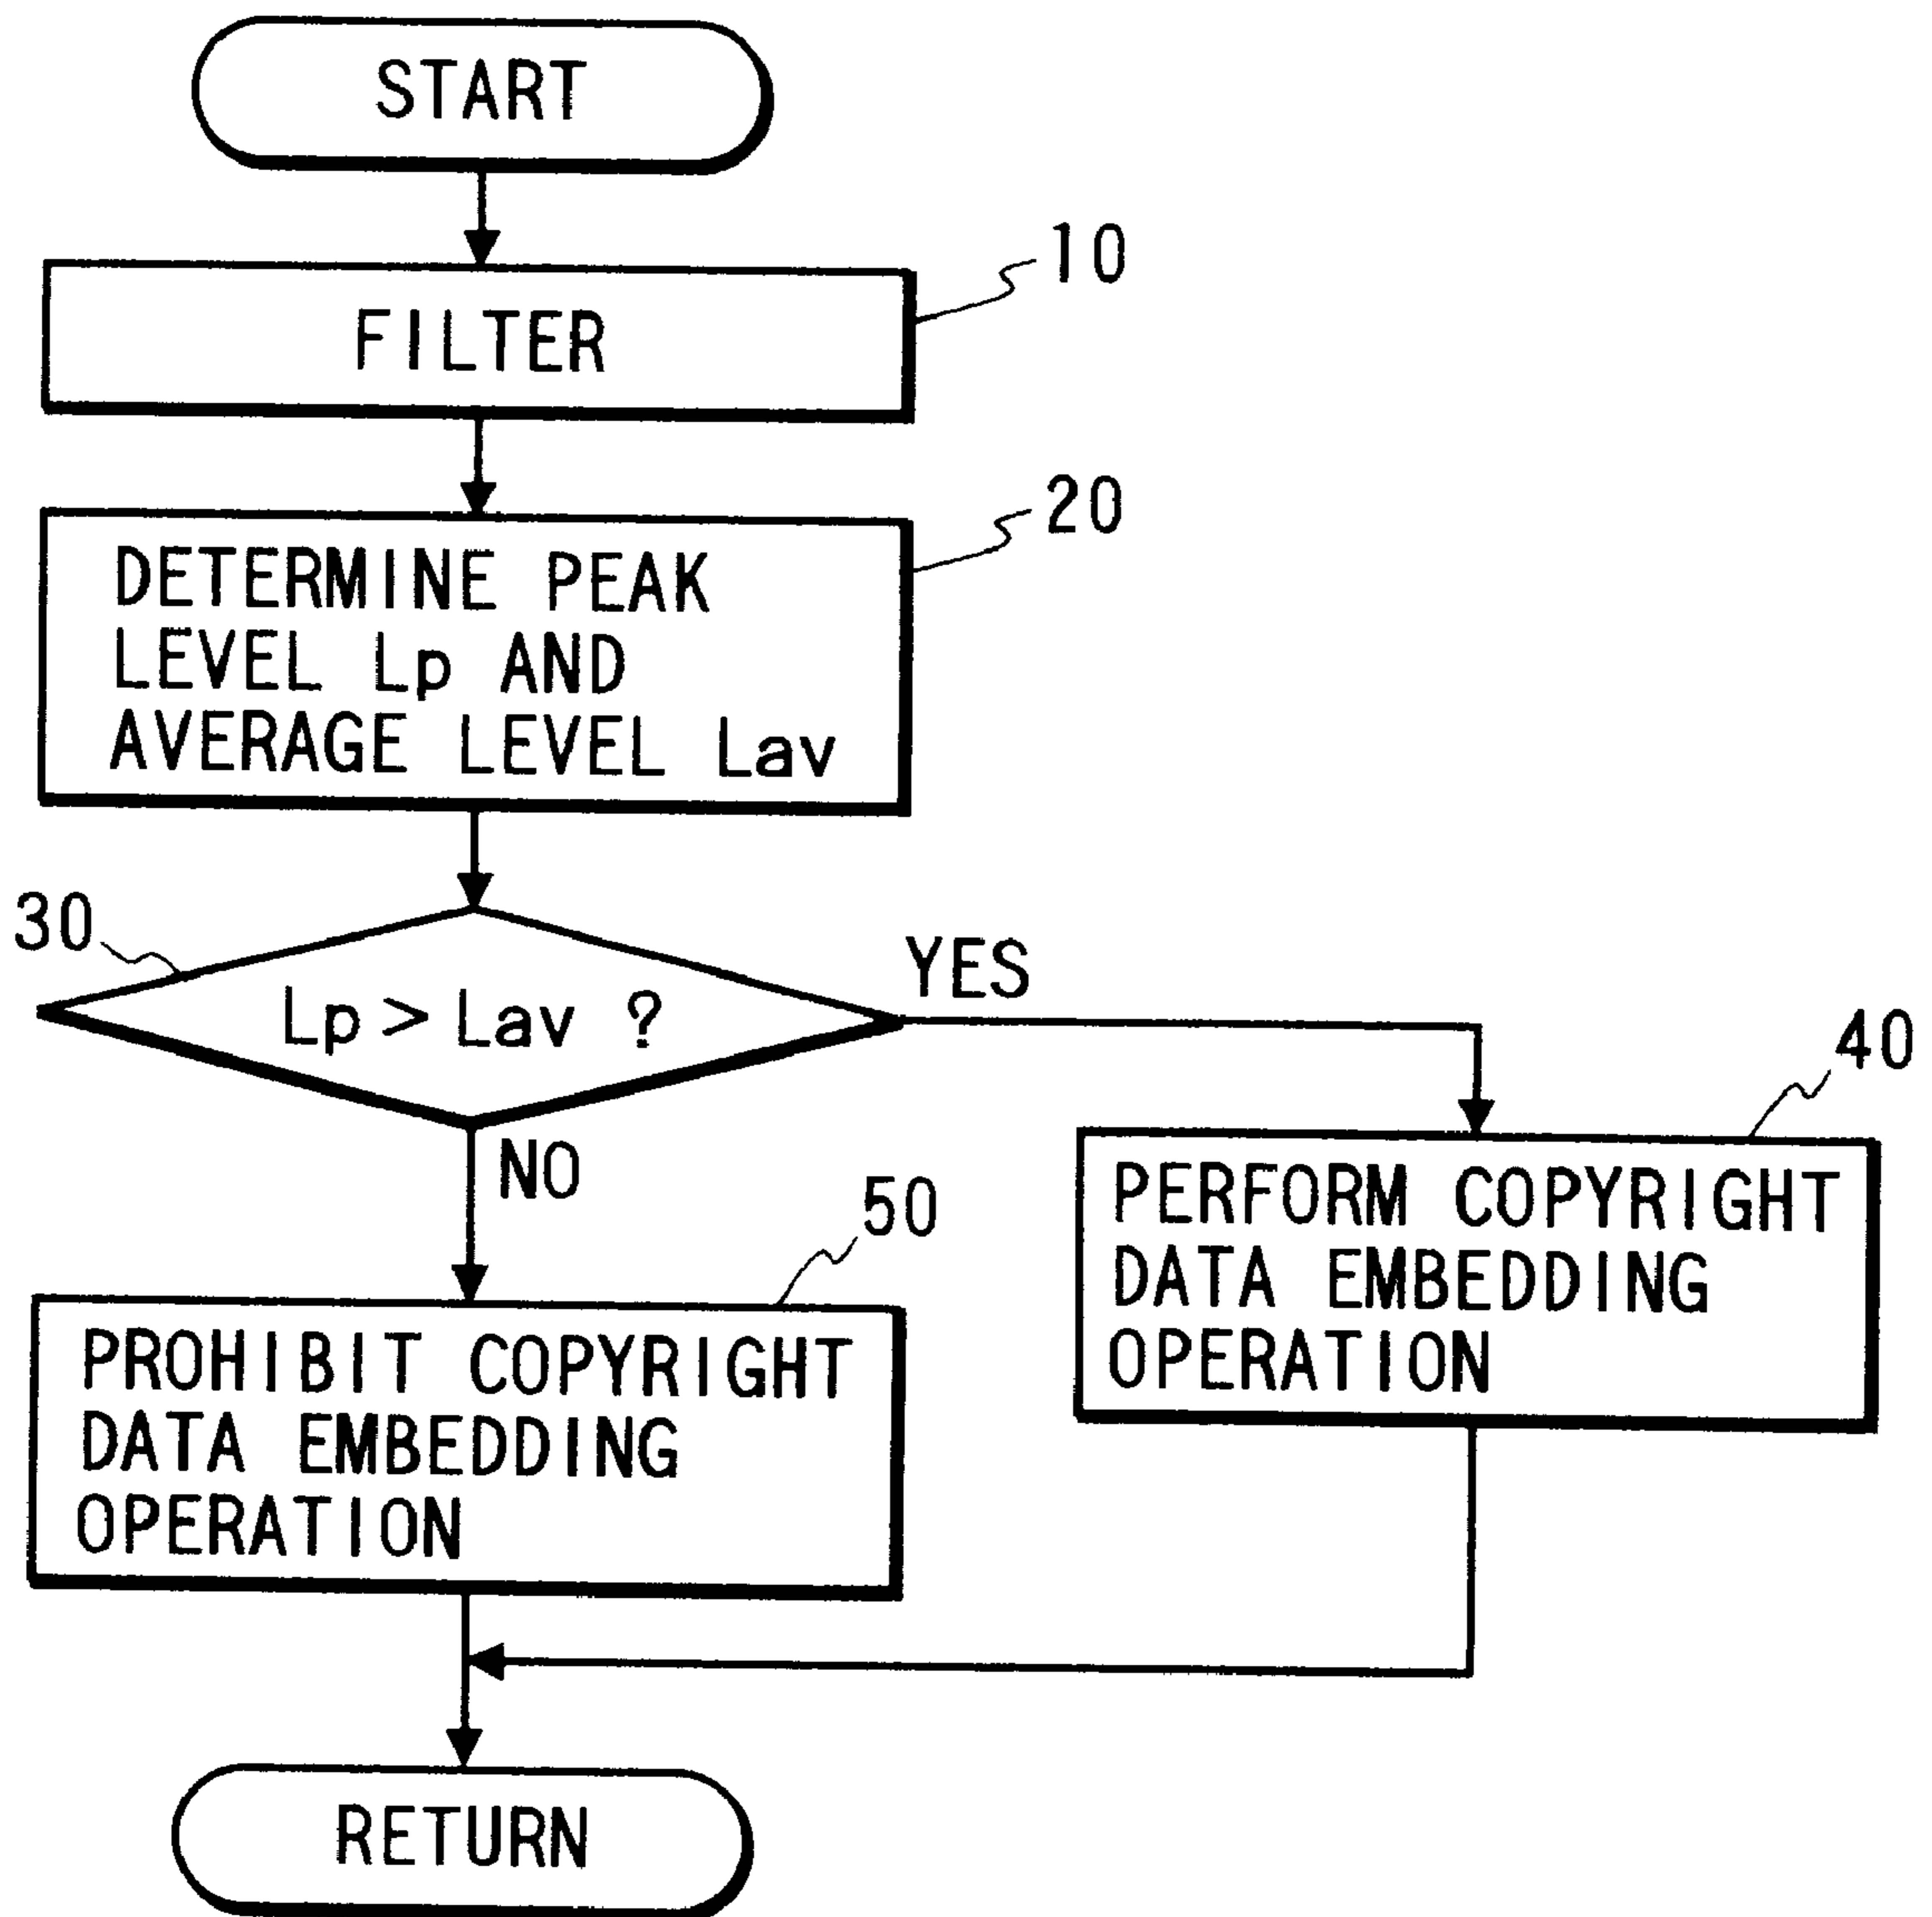 START
10
FILTER
20
DETERMINE PEAK
LEVEL Lp AND
AVERAGE LEVEL Lav
30
Lp > Lav ?
YES
40
NO
PERFORM COPYRIGHT
DATA EMBEDDING
OPERATION
50
PROHIBIT COPYRIGHT
DATA EMBEDDING
OPERATION
RETURN